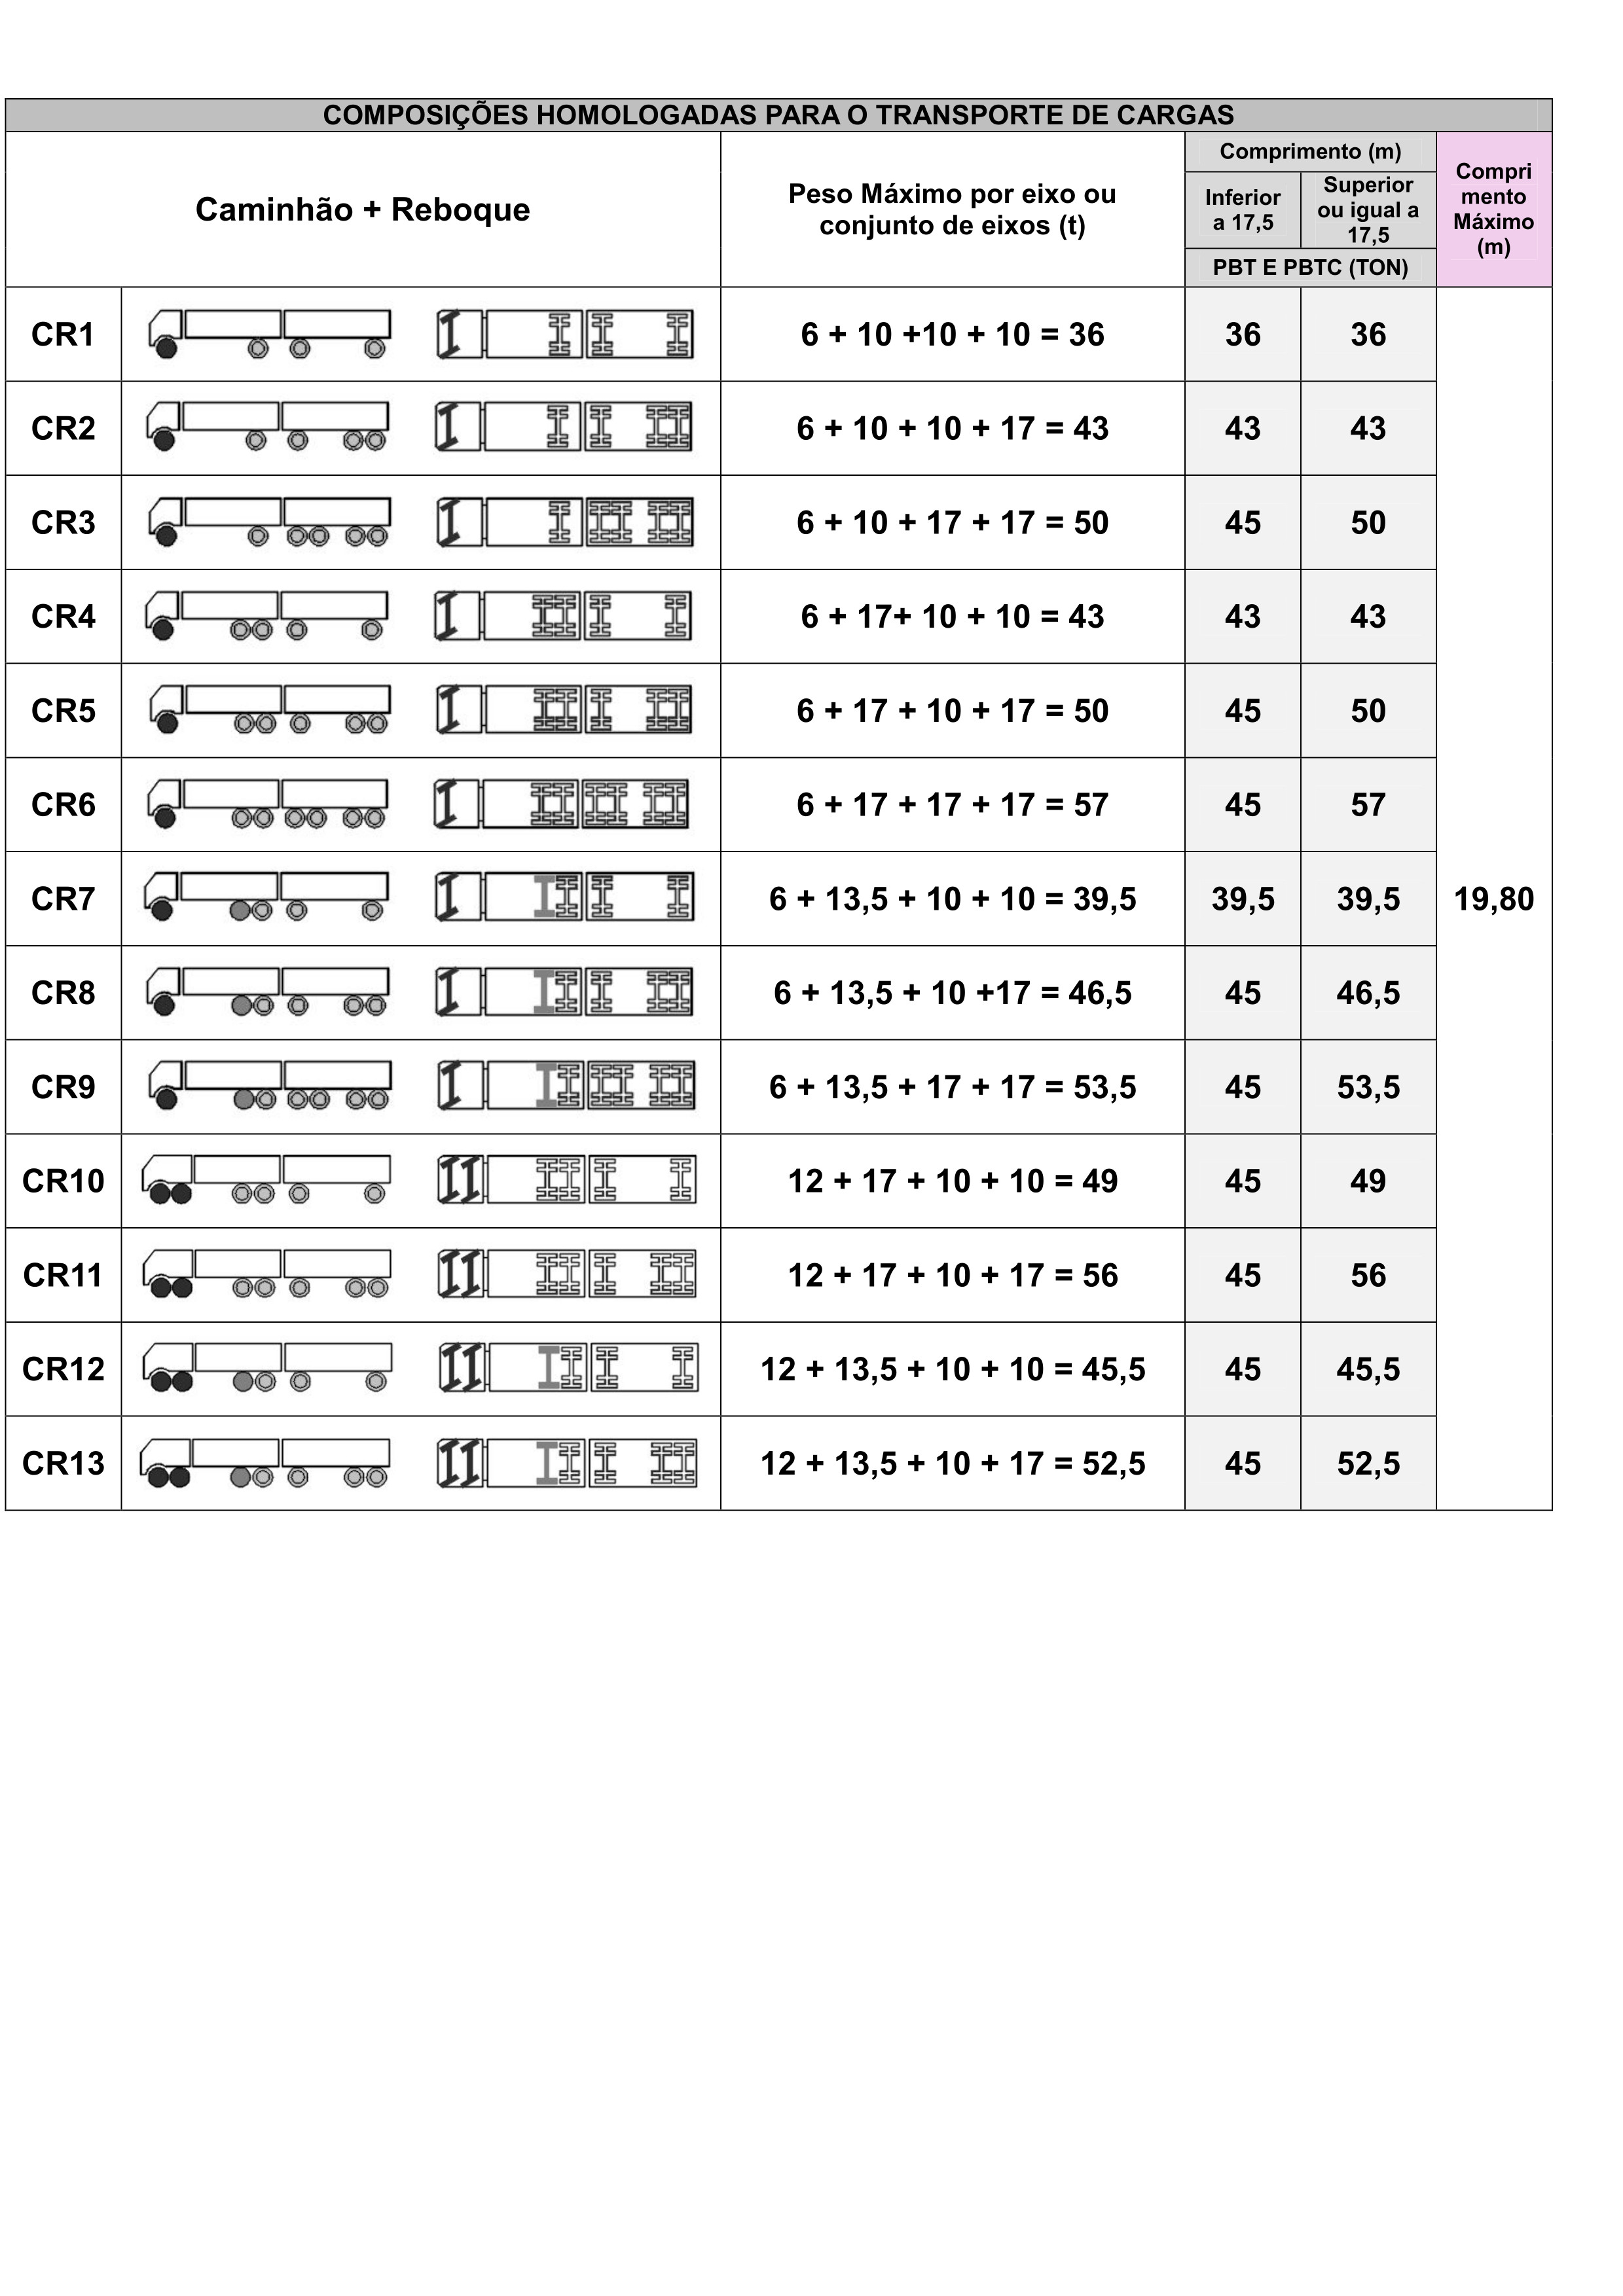 COMPOSIÇÕES HOMOLOGADAS PARA O TRANSPORTE DE CARGAS
Caminhão + Reboque
Peso Máximo por eixo ou
conjunto de eixos (t)
Comprimento (m)
Inferior
a 17,5
Superior
ou igual a
17,5
PBT E PBTC (TON)
Compri
mento
Máximo
(m)
CR1 6 + 10 +10 + 10 = 36 36 36
CR2 6 + 10 + 10 + 17 = 43 43 43
CR3 6 + 10 + 17 + 17 = 50 45 50
CR4 6 + 17+ 10 + 10 = 43 43 43
CR5 6 + 17 + 10 + 17 = 50 45 50
CR6 6 + 17 + 17 + 17 = 57 45 57
CR7 6 + 13,5 + 10 + 10 = 39,5 39,5 39,5 19,80
CR8 6 + 13,5 + 10 +17 = 46,5 45 46,5
CR9 6 + 13,5 + 17 + 17 = 53,5 45 53,5
CR10 12 + 17 + 10 + 10 = 49 45 49
CR11 12 + 17 + 10 + 17 = 56 45 56
CR12 12 + 13,5 + 10 + 10 = 45,5 45 45,5
CR13 12 + 13,5 + 10 + 17 = 52,5 45 52,5